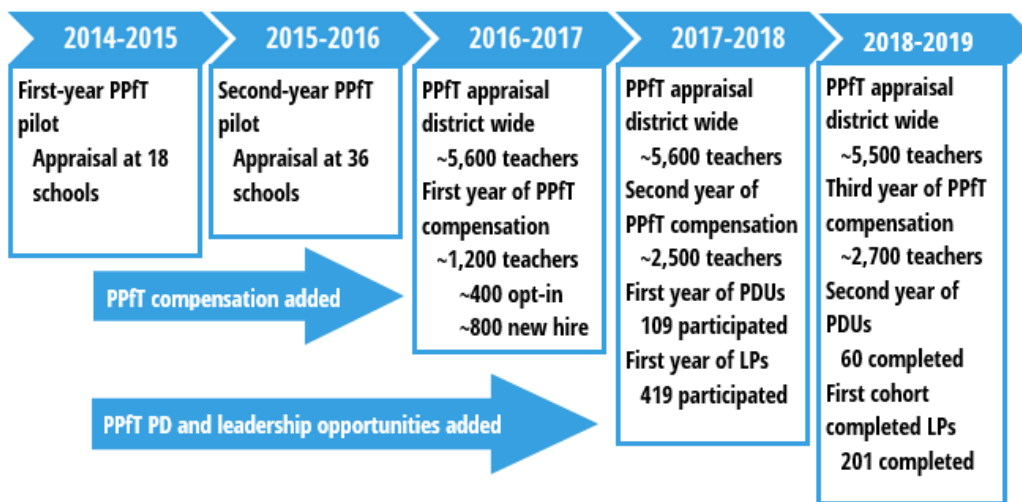 2014-2015
First-year PPfT
pilot
Appraisal at 18
schools
2015-2016
Second-year PPfT
pilot
Appraisal at 36
schools
2016-2017
PPfT appraisal
district wide
~5,600 teachers
First year of PPfT
compensation
~1,200 teachers
~400 opt-in
~800 new hire
2017-2018
PPfT appraisal
district wide
~5,600 teachers
Second year of
PPfT compensation
~2,500 teachers
First year of PDUs
109 participated
First year of LPs
419 participated
2018-2019
PPfT appraisal
district wide
~5,500 teachers
Third year of PPfT
compensation
~2,700 teachers
Second year of
PDUs
60 completed
First cohort
completed LPs
201 completed
PPfT compensation added
PPfT PD and leadership opportunities added